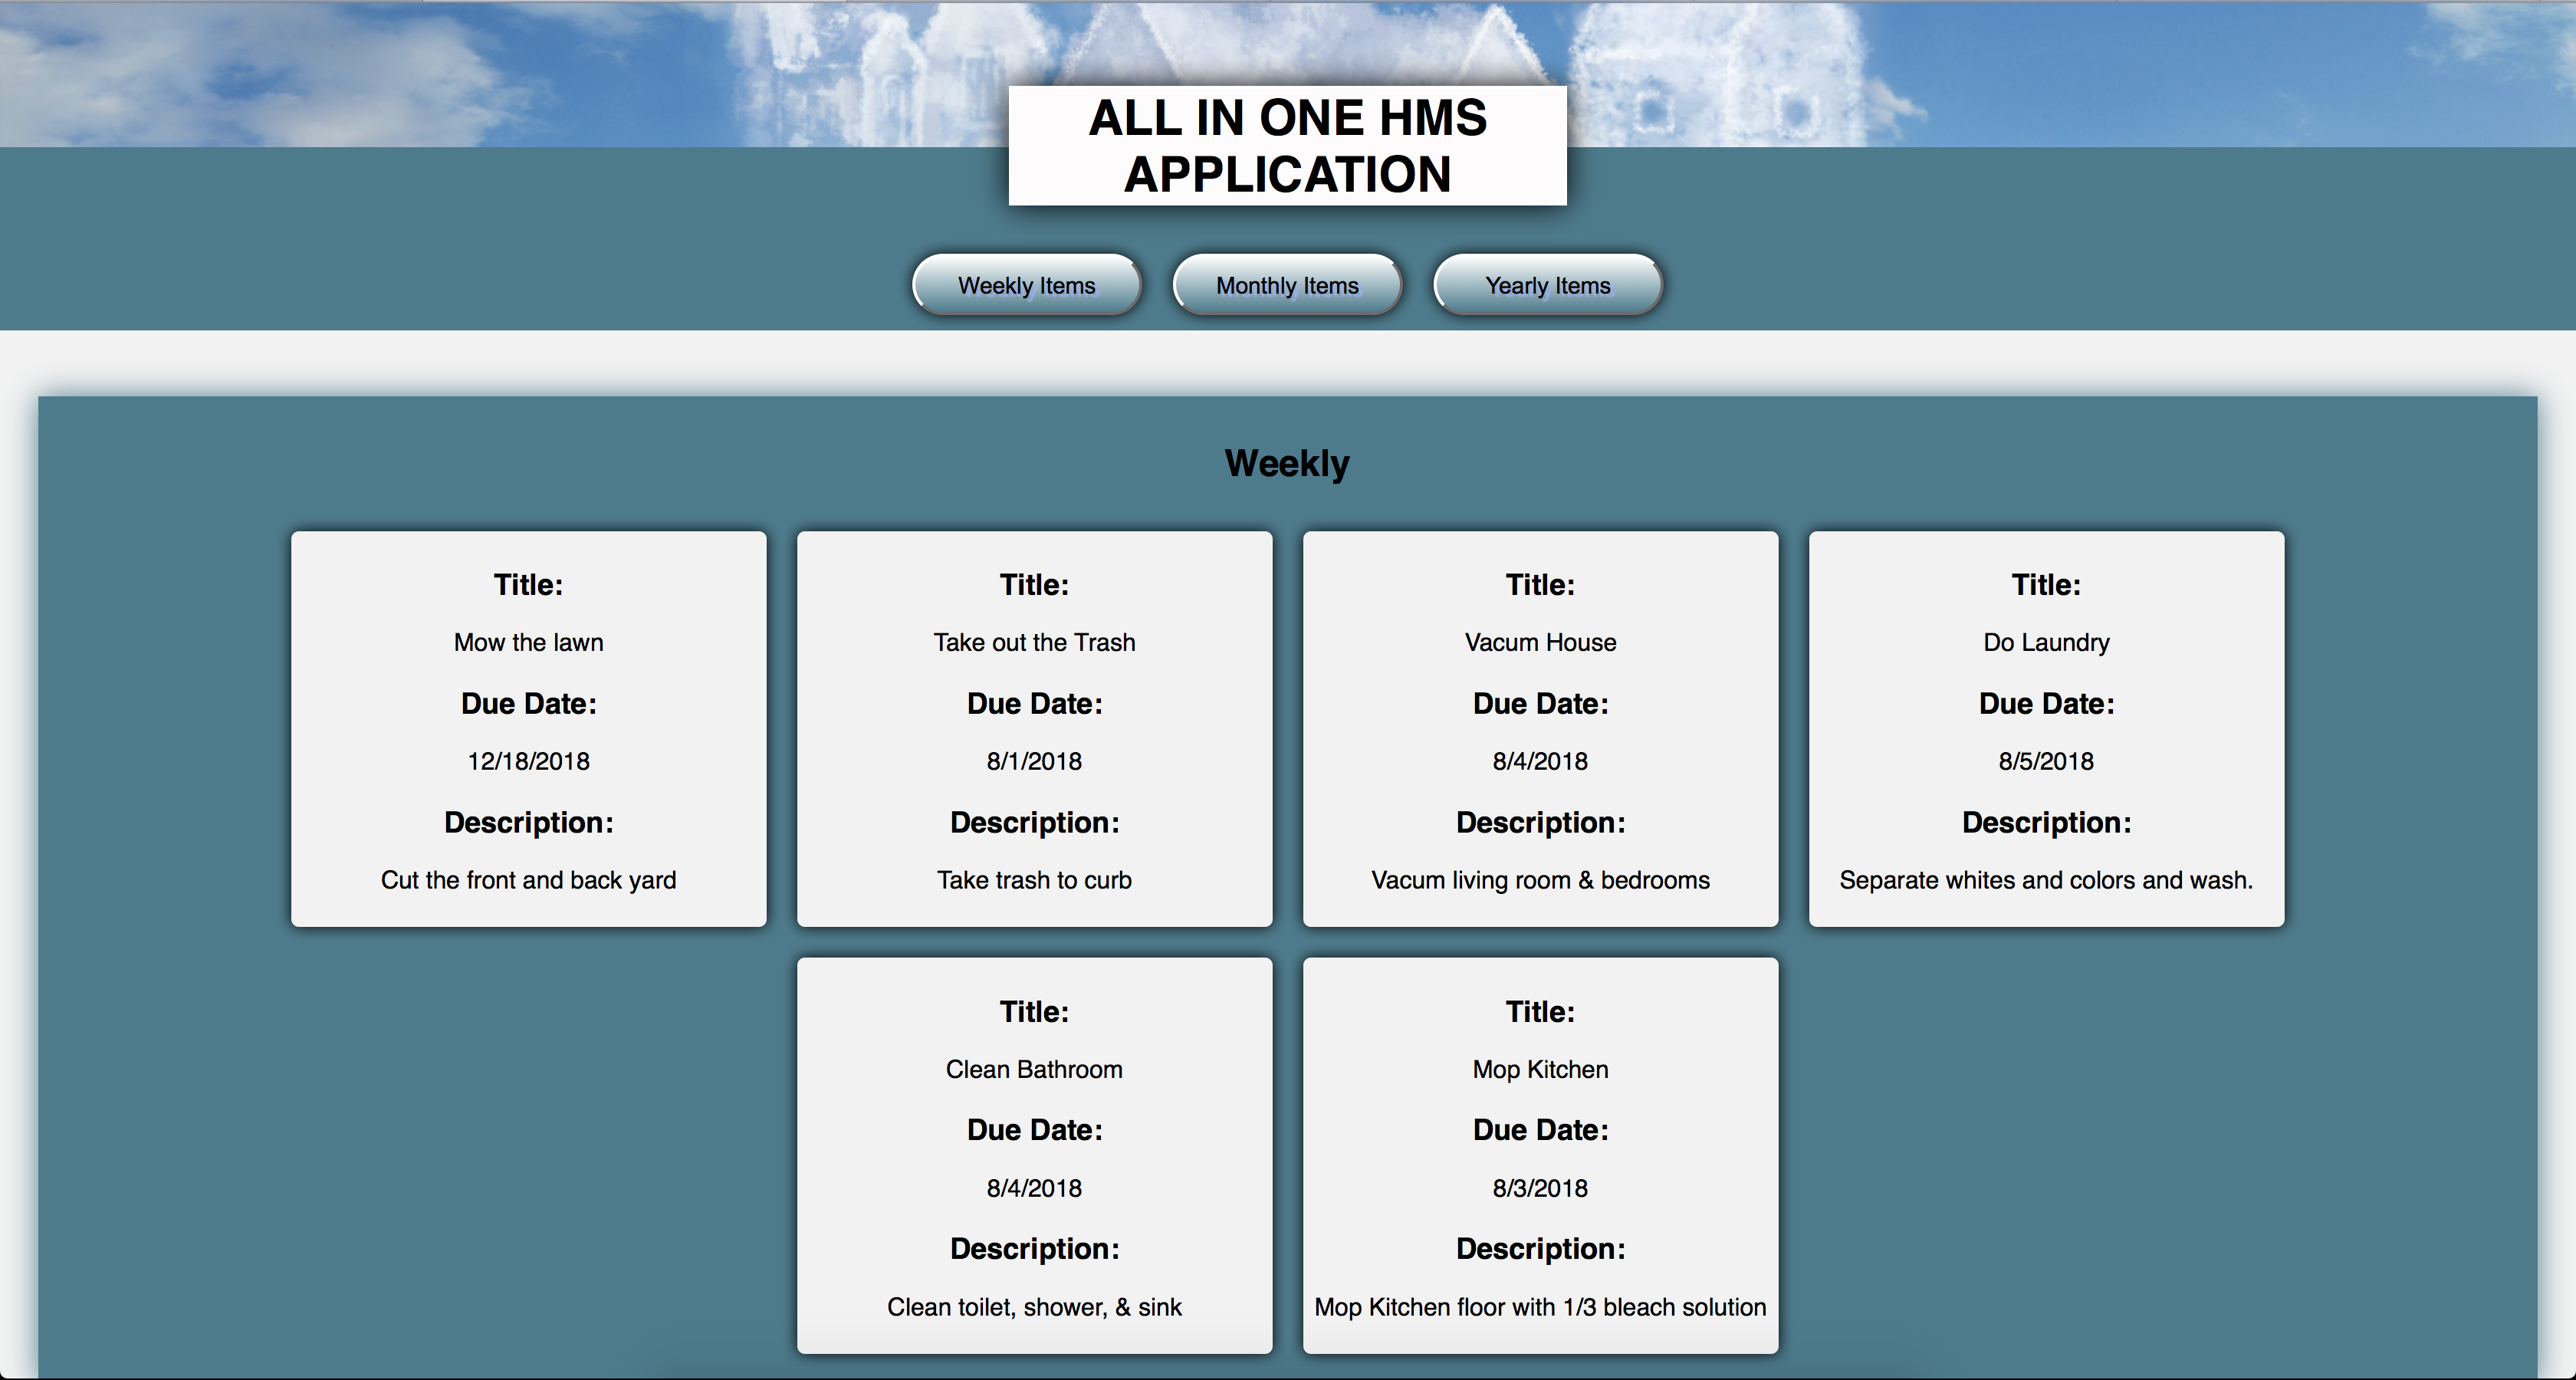 ALL IN ONE HMS
APPLICATION
Weekly Items
Monthly Items
Yearly Items
Weekly
Title:
Mow the lawn
Due Date:
12/18/2018
Description:
Cut the front and back yard
Title:
Take out the Trash
Due Date:
8/1/2018
Description:
Take trash to curb
Title:
Vacum House
Due Date:
8/4/2018
Description:
Vacum living room & bedrooms
Title:
Do Laundry
Due Date:
8/5/2018
Description:
Separate whites and colors and wash.
Title:
Clean Bathroom
Due Date:
8/4/2018
Description:
Clean toilet, shower, & sink
Title:
Mop Kitchen
Due Date:
8/3/2018
Description:
Mop Kitchen floor with 1/3 bleach solution